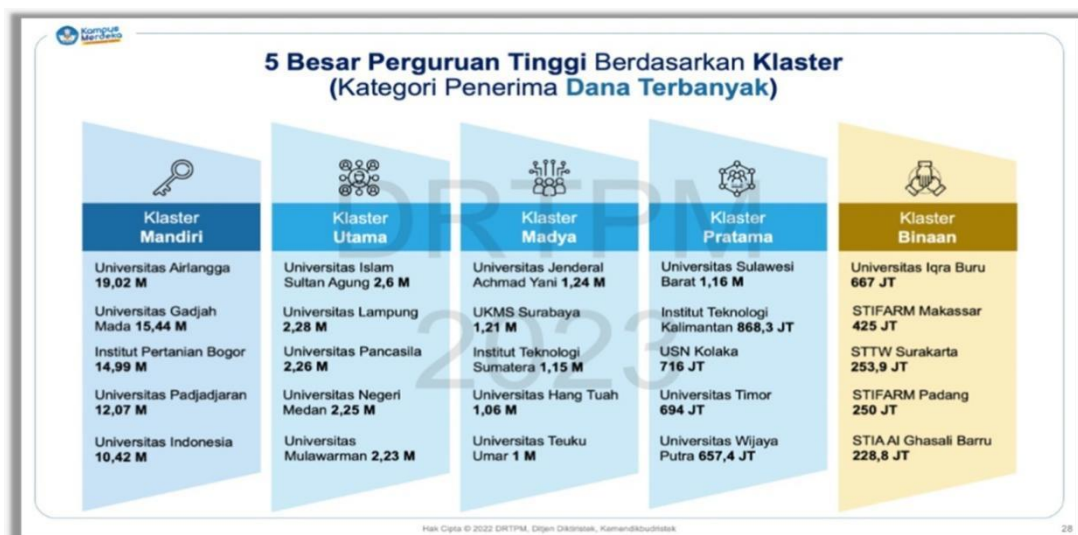 Kampus
Merdeka
5 Besar Perguruan Tinggi Berdasarkan Klaster
(Kategori Penerima Dana Terbanyak)
DRTPM
2023
Klaster
Mandiri
Universitas Airlangga
19,02 M
Universitas Gadjah
Mada 15,44 M
Institut Pertanian Bogor
14,99 M
Universitas Padjadjaran
12,07 M
Universitas Indonesia
10,42 M
Klaster
Utama
Universitas Islam
Sultan Agung 2,6 M
Universitas Lampung
2,28 M
Universitas Pancasila
2,26 M
Universitas Negeri
Medan 2,25 M
Universitas
Mulawarman 2,23 M
Klaster
Madya
Universitas Jenderal
Achmad Yani 1,24 M
UKMS Surabaya
1,21 M
Institut Teknologi
Sumatera 1,15 M
Universitas Hang Tuah
1,06 M
Universitas Teuku
Umar 1 M
Klaster
Pratama
Universitas Sulawesi
Barat 1,16 M
Institut Teknologi
Kalimantan 868,3 JT
USN Kolaka
716 JT
Universitas Timor
694 JT
Universitas Wijaya
Putra 657,4 JT
Klaster
Binaan
Universitas Iqra Buru
667 JT
STIFARM Makassar
425 JT
STTW Surakarta
253,9 JT
STIFARM Padang
250 JT
STIA Al Ghasali Barru
228,8 JT
Hak Cipta © 2022 DRTPM, Ditjen Diktiristek, Kemendikbudristek
28